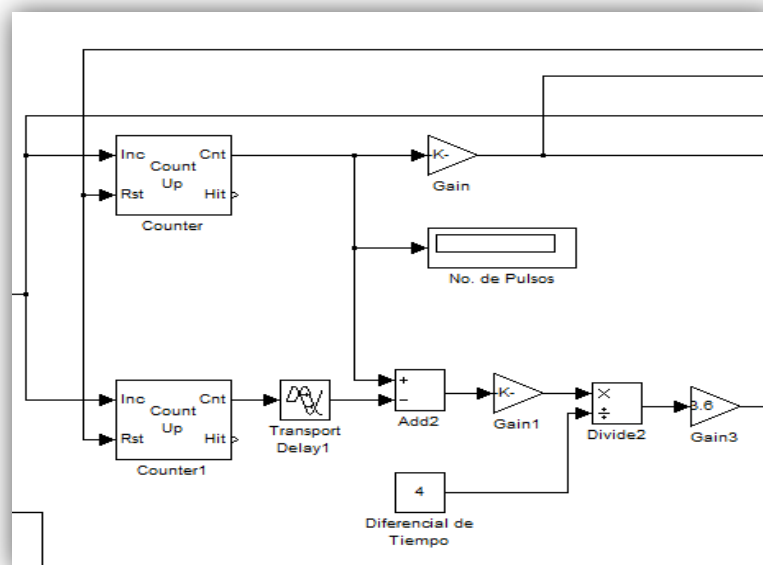 Inc
Cnt
Count
Up
Rst
Hit
Counter
K-
Gain
No. de Pulsos
Inc
Cnt
Count
Up
Rst
Hit
Counter1
Transport
Delay1
+
−
Add2
K-
Gain1
×
÷
Divide2
3.6
Gain3
4
Diferencial de
Tiempo